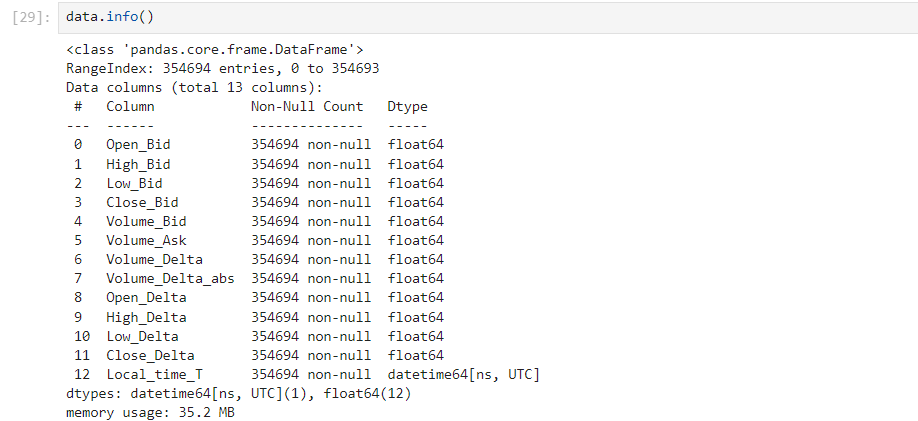 [29]: data.info()
<class 'pandas.core.frame.DataFrame'>
RangeIndex: 354694 entries, 0 to 354693
Data columns (total 13 columns):
 #   Column            Non-Null Count   Dtype
---  ------            --------------   -----
 0   Open_Bid          354694 non-null  float64
 1   High_Bid          354694 non-null  float64
 2   Low_Bid           354694 non-null  float64
 3   Close_Bid         354694 non-null  float64
 4   Volume_Bid        354694 non-null  float64
 5   Volume_Ask        354694 non-null  float64
 6   Volume_Delta      354694 non-null  float64
 7   Volume_Delta_abs  354694 non-null  float64
 8   Open_Delta        354694 non-null  float64
 9   High_Delta        354694 non-null  float64
 10  Low_Delta         354694 non-null  float64
 11  Close_Delta       354694 non-null  float64
 12  Local_time_T      354694 non-null  datetime64[ns, UTC]
dtypes: datetime64[ns, UTC](1), float64(12)
memory usage: 35.2 MB